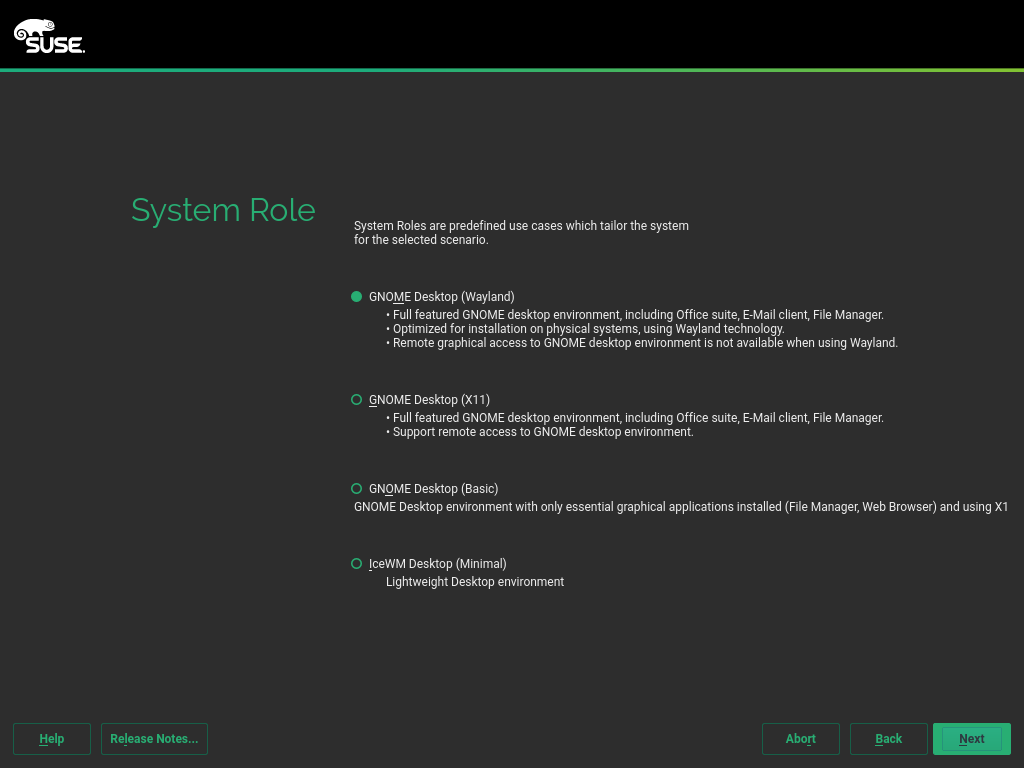 SUSE.
System Role
System Roles are predefined use cases which tailor the system
for the selected scenario.
GNOME Desktop (Wayland)
• Full featured GNOME desktop environment, including Office suite, E-Mail client, File Manager.
• Optimized for installation on physical systems, using Wayland technology.
• Remote graphical access to GNOME desktop environment is not available when using Wayland.
GNOME Desktop (X11)
• Full featured GNOME desktop environment, including Office suite, E-Mail client, File Manager.
• Support remote access to GNOME desktop environment.
GNOME Desktop (Basic)
GNOME Desktop environment with only essential graphical applications installed (File Manager, Web Browser) and using X1
IceWM Desktop (Minimal)
Lightweight Desktop environment
Help
Release Notes...
Abort
Back
Next